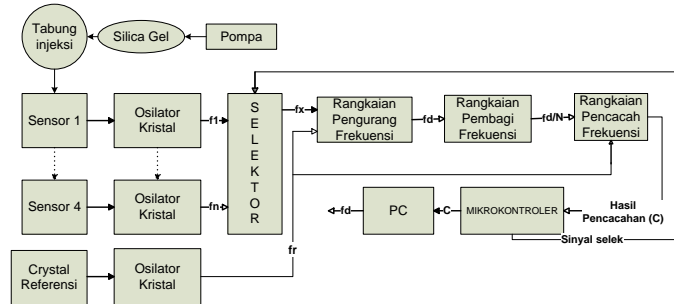 Tabung
injeksi
Silica Gel
Pompa
Sensor 1
Osilator
Kristal
f1
S
E
L
E
K
T
O
R
fx
Rangkaian
Pengurang
Frekuensi
fd
Rangkaian
Pembagi
Frekuensi
fd/N
Rangkaian
Pencacah
Frekuensi
Sensor 4
Osilator
Kristal
fn
fd
PC
C
MIKROKONTROLER
Hasil
Pencacahan (C)
Sinyal selek
Crystal
Referensi
Osilator
Kristal
fr